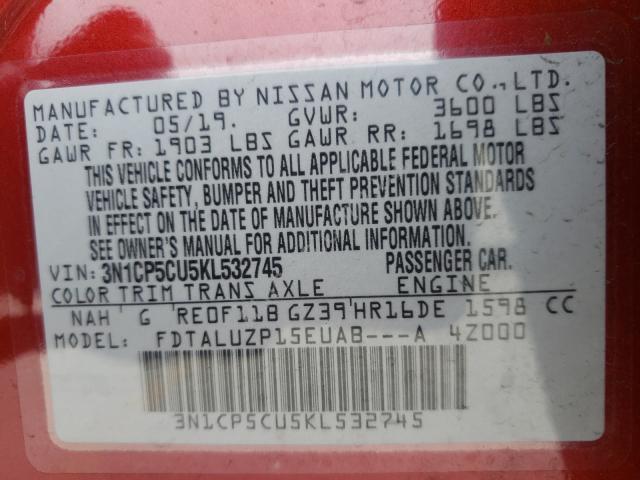 MANUFACTURED BY NISSAN MOTOR CO., LTD.
DATE: 05/19. GVWR: 3600 LBS
GAWR FR: 1903 LBS GAWR RR: 1698 LBS
THIS VEHICLE CONFORMS TO ALL APPLICABLE FEDERAL MOTOR
VEHICLE SAFETY, BUMPER AND THEFT PREVENTION STANDARDS
IN EFFECT ON THE DATE OF MANUFACTURE SHOWN ABOVE.
SEE OWNER'S MANUAL FOR ADDITIONAL INFORMATION.
VIN: 3N1CP5CU5KL532745 PASSENGER CAR.
COLOR TRIM TRANS AXLE ENGINE
NAH G RE0F11B GZ39 HR16DE 1598 CC
MODEL: FDTALUZP15EUAB---A 4Z000
3N1CP5CU5KL532745